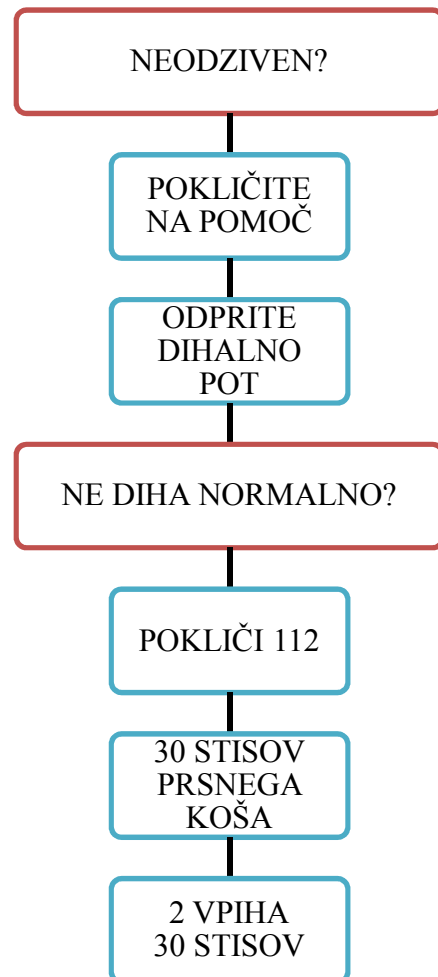 NEODZIVEN?
POKLIČITE
NA POMOČ
ODPRITE
DIHALNO
POT
NE DIHA NORMALNO?
POKLIČI 112
30 STISOV
PRSNEGA
KOŠA
2 VPIHA
30 STISOV